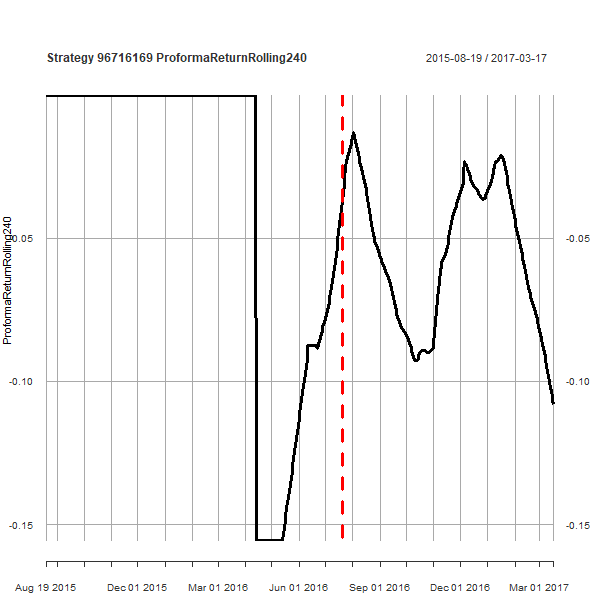 Strategy 96716169 ProformaReturnRolling240
2015-08-19 / 2017-03-17
ProformaReturnRolling240
-0.05
-0.05
-0.10
-0.10
-0.15
-0.15
Aug 19 2015 Dec 01 2015 Mar 01 2016 Jun 01 2016 Sep 01 2016 Dec 01 2016 Mar 01 2017